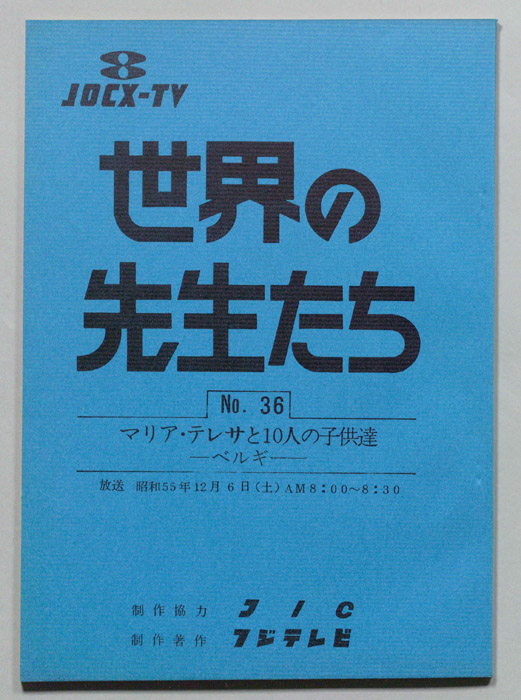 8
JOCX-TV
世界の
先生たち
No. 36
マリア・テレサと10人の子供達
―ベルギー―
放送 昭和55年12月6日(土)AM8:00〜8:30
制作協力 JIC
制作著作 フジテレビ